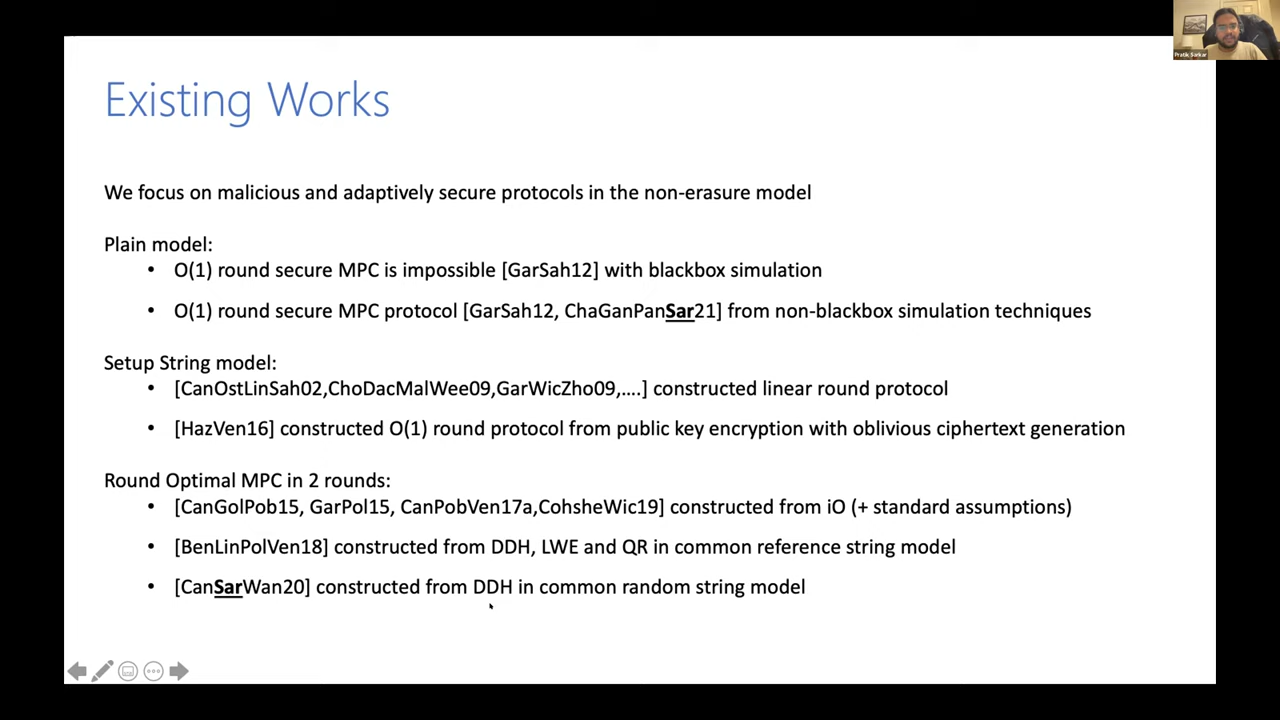 Pratik Sarkar
Existing Works
We focus on malicious and adaptively secure protocols in the non-erasure model
Plain model:
• O(1) round secure MPC is impossible [GarSah12] with blackbox simulation
• O(1) round secure MPC protocol [GarSah12, ChaGanPanSar21] from non-blackbox simulation techniques
Setup String model:
• [CanOstLinSah02,ChoDacMalWee09,GarWicZho09,….] constructed linear round protocol
• [HazVen16] constructed O(1) round protocol from public key encryption with oblivious ciphertext generation
Round Optimal MPC in 2 rounds:
• [CanGolPob15, GarPol15, CanPobVen17a,CohsheWic19] constructed from iO (+ standard assumptions)
• [BenLinPolVen18] constructed from DDH, LWE and QR in common reference string model
• [CanSarWan20] constructed from DDH in common random string model